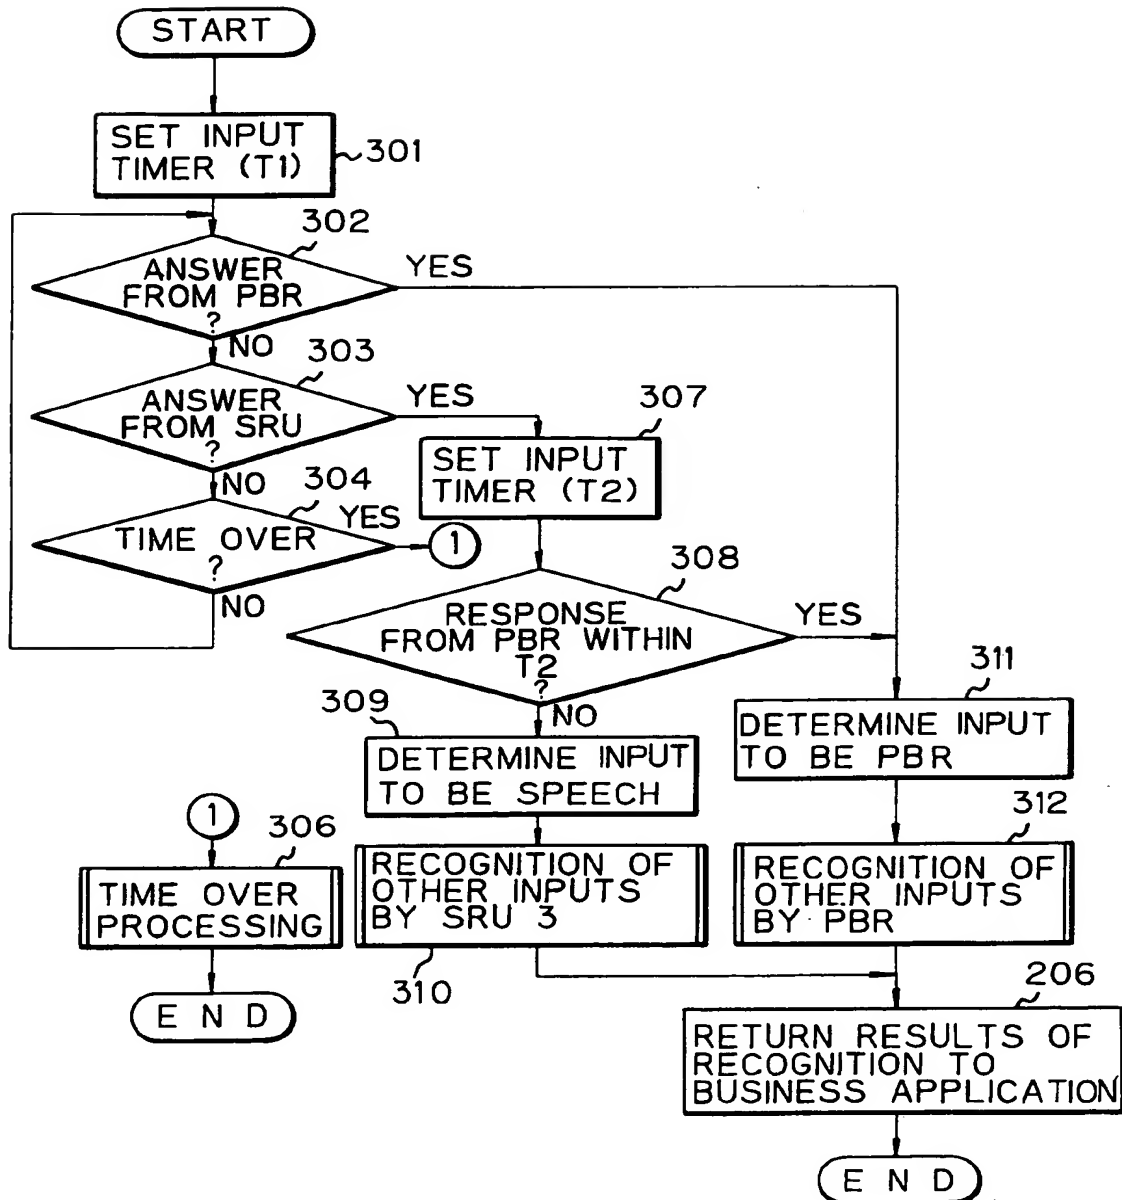 START
SET INPUT
TIMER (T1)
301
302
ANSWER
FROM PBR
?
YES
NO
303
ANSWER
FROM SRU
?
YES
NO
307
SET INPUT
TIMER (T2)
304
TIME OVER
?
YES
1
NO
308
RESPONSE
FROM PBR WITHIN
T2
?
YES
NO
309
DETERMINE INPUT
TO BE SPEECH
311
DETERMINE INPUT
TO BE PBR
1
306
TIME OVER
PROCESSING
END
RECOGNITION OF
OTHER INPUTS
BY SRU 3
310
312
RECOGNITION OF
OTHER INPUTS
BY PBR
206
RETURN RESULTS OF
RECOGNITION TO
BUSINESS APPLICATION
END